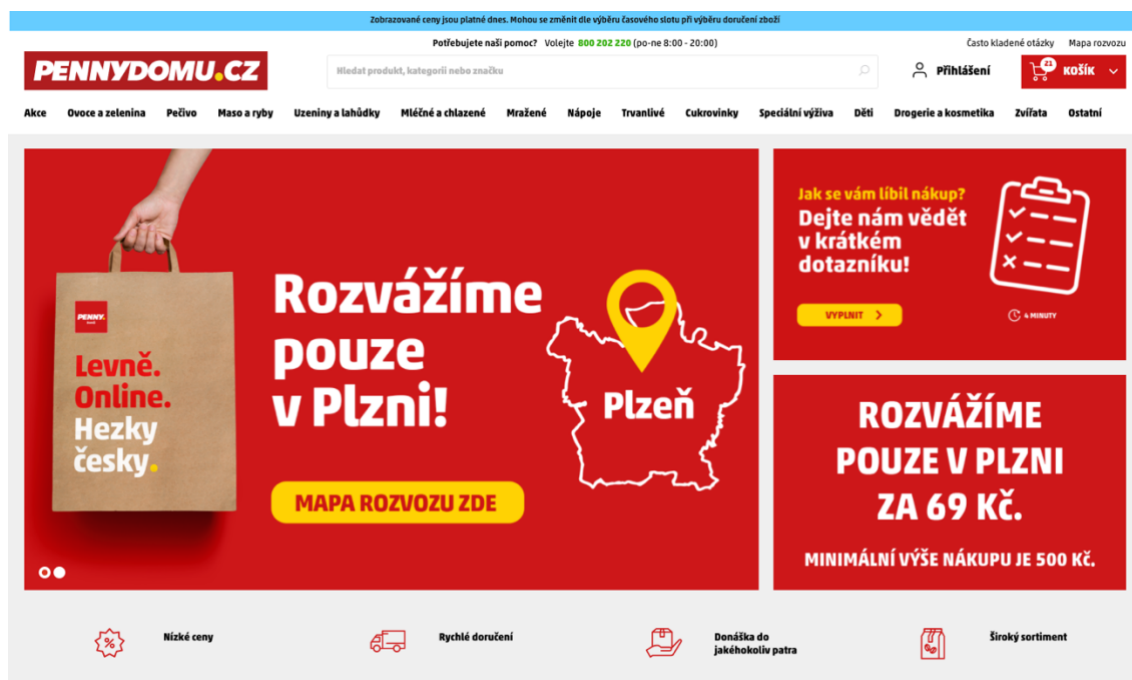 Zobrazované ceny jsou platné dnes. Mohou se změnit dle výběru časového slotu při výběru doručení zboží
Potřebujete naši pomoc? Volejte 800 202 220 (po-ne 8:00 - 20:00)
Často kladené otázky Mapa rozvozu
PENNYDOMU.CZ
Hledat produkt, kategorii nebo značku
Přihlášení
21
KOŠÍK
Akce Ovoce a zelenina Pečivo Maso a ryby Uzeniny a lahůdky Mléčné a chlazené Mražené Nápoje Trvanlivé Cukrovinky Speciální výživa Děti Drogerie a kosmetika Zvířata Ostatní
PENNY.
Levně.
Online.
Hezky
česky.
Rozvážíme
pouze
v Plzni!
MAPA ROZVOZU ZDE
Plzeň
Jak se vám líbil nákup?
Dejte nám vědět
v krátkém
dotazníku!
VYPLNIT
4 MINUTY
ROZVÁŽÍME
POUZE V PLZNI
ZA 69 Kč.
MINIMÁLNÍ VÝŠE NÁKUPU JE 500 Kč.
Nízké ceny
Rychlé doručení
Donáška do
jakéhokoliv patra
Široký sortiment